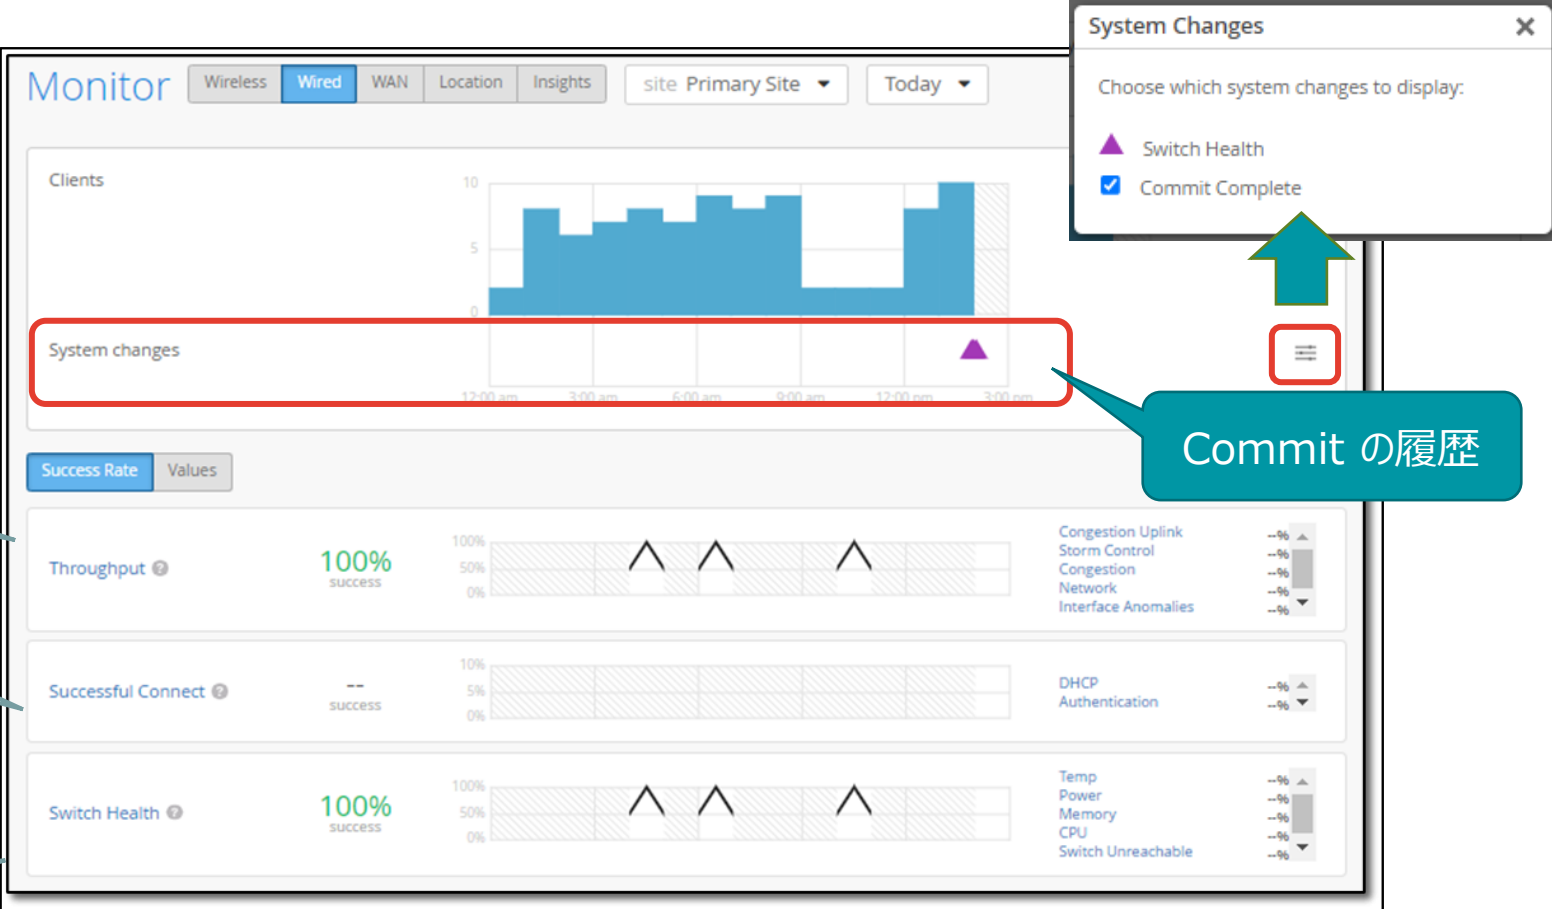 System Changes
Choose which system changes to display:
Switch Health
Commit Complete
Monitor
Wireless
Wired
WAN
Location
Insights
site Primary Site
Today
Clients
10
5
0
System changes
12:00 am
3:00 am
6:00 am
9:00 am
12:00 pm
3:00 pm
Commit の履歴
Success Rate
Values
Throughput
100%
success
100%
50%
0%
Congestion Uplink --%
Storm Control --%
Congestion --%
Network --%
Interface Anomalies --%
Successful Connect
--
success
10%
5%
0%
DHCP --%
Authentication --%
Switch Health
100%
success
100%
50%
0%
Temp --%
Power --%
Memory --%
CPU --%
Switch Unreachable --%